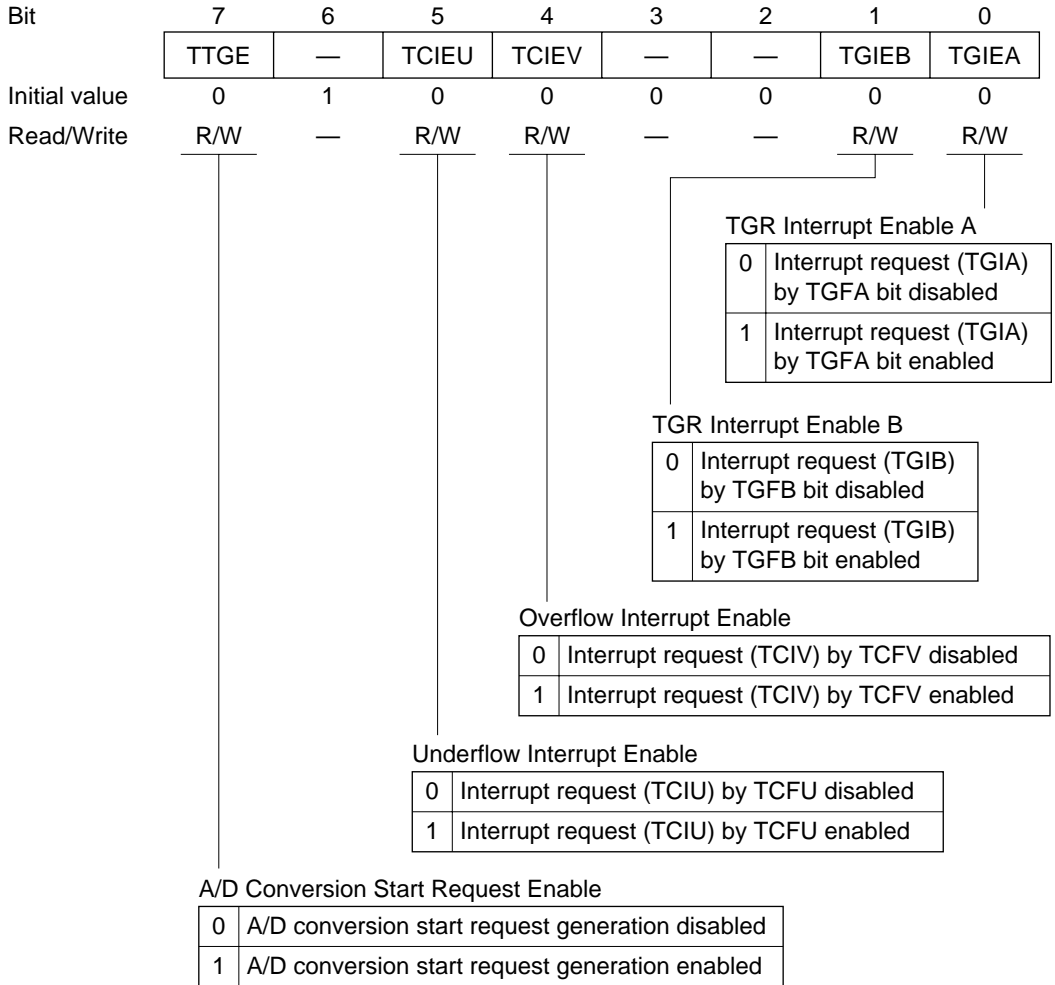 Bit 7 6 5 4 3 2 1 0
TTGE — TCIEU TCIEV — — TGIEB TGIEA
Initial value 0 1 0 0 0 0 0 0
Read/Write R/W — R/W R/W — — R/W R/W
TGR Interrupt Enable A
0 Interrupt request (TGIA)
by TGFA bit disabled
1 Interrupt request (TGIA)
by TGFA bit enabled
TGR Interrupt Enable B
0 Interrupt request (TGIB)
by TGFB bit disabled
1 Interrupt request (TGIB)
by TGFB bit enabled
Overflow Interrupt Enable
0 Interrupt request (TCIV) by TCFV disabled
1 Interrupt request (TCIV) by TCFV enabled
Underflow Interrupt Enable
0 Interrupt request (TCIU) by TCFU disabled
1 Interrupt request (TCIU) by TCFU enabled
A/D Conversion Start Request Enable
0 A/D conversion start request generation disabled
1 A/D conversion start request generation enabled